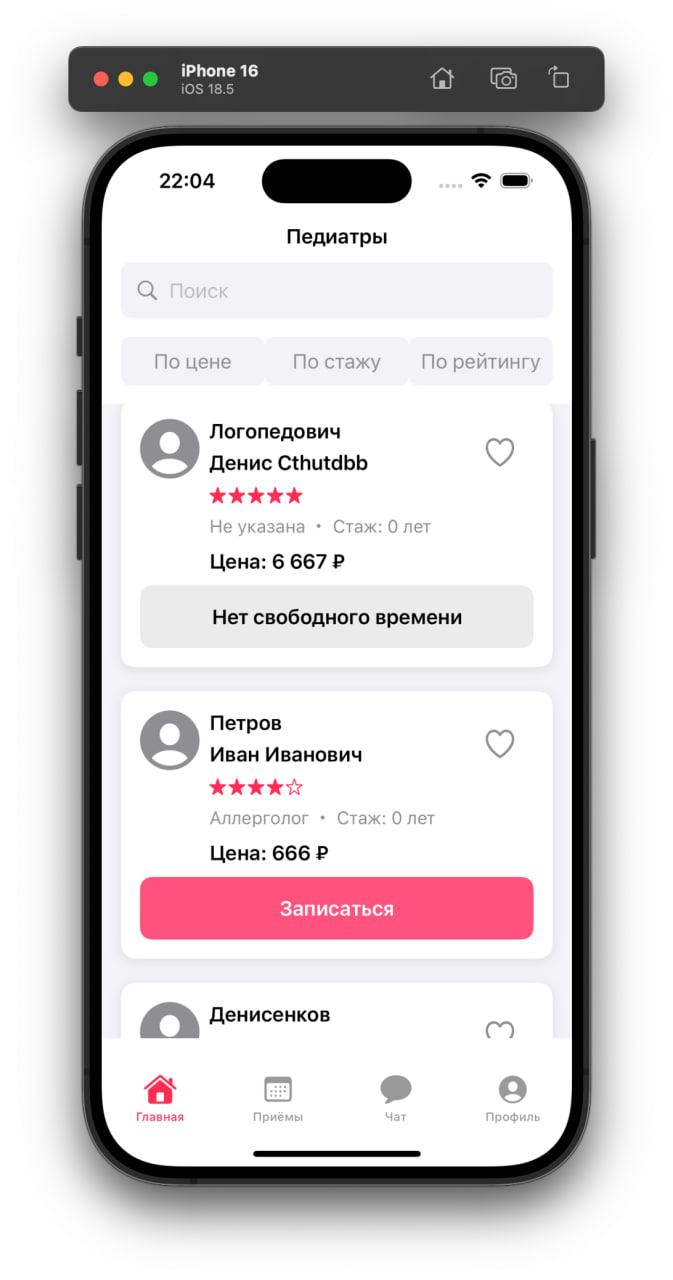 iPhone 16
iOS 18.5
22:04
Педиатры
Поиск
По цене По стажу По рейтингу
Логопедович
Денис Cthutdbb
★★★★★
Не указана • Стаж: 0 лет
Цена: 6 667 ₽
Нет свободного времени
Петров
Иван Иванович
★★★★☆
Аллерголог • Стаж: 0 лет
Цена: 666 ₽
Записаться
Денисенков
Главная Приёмы Чат Профиль